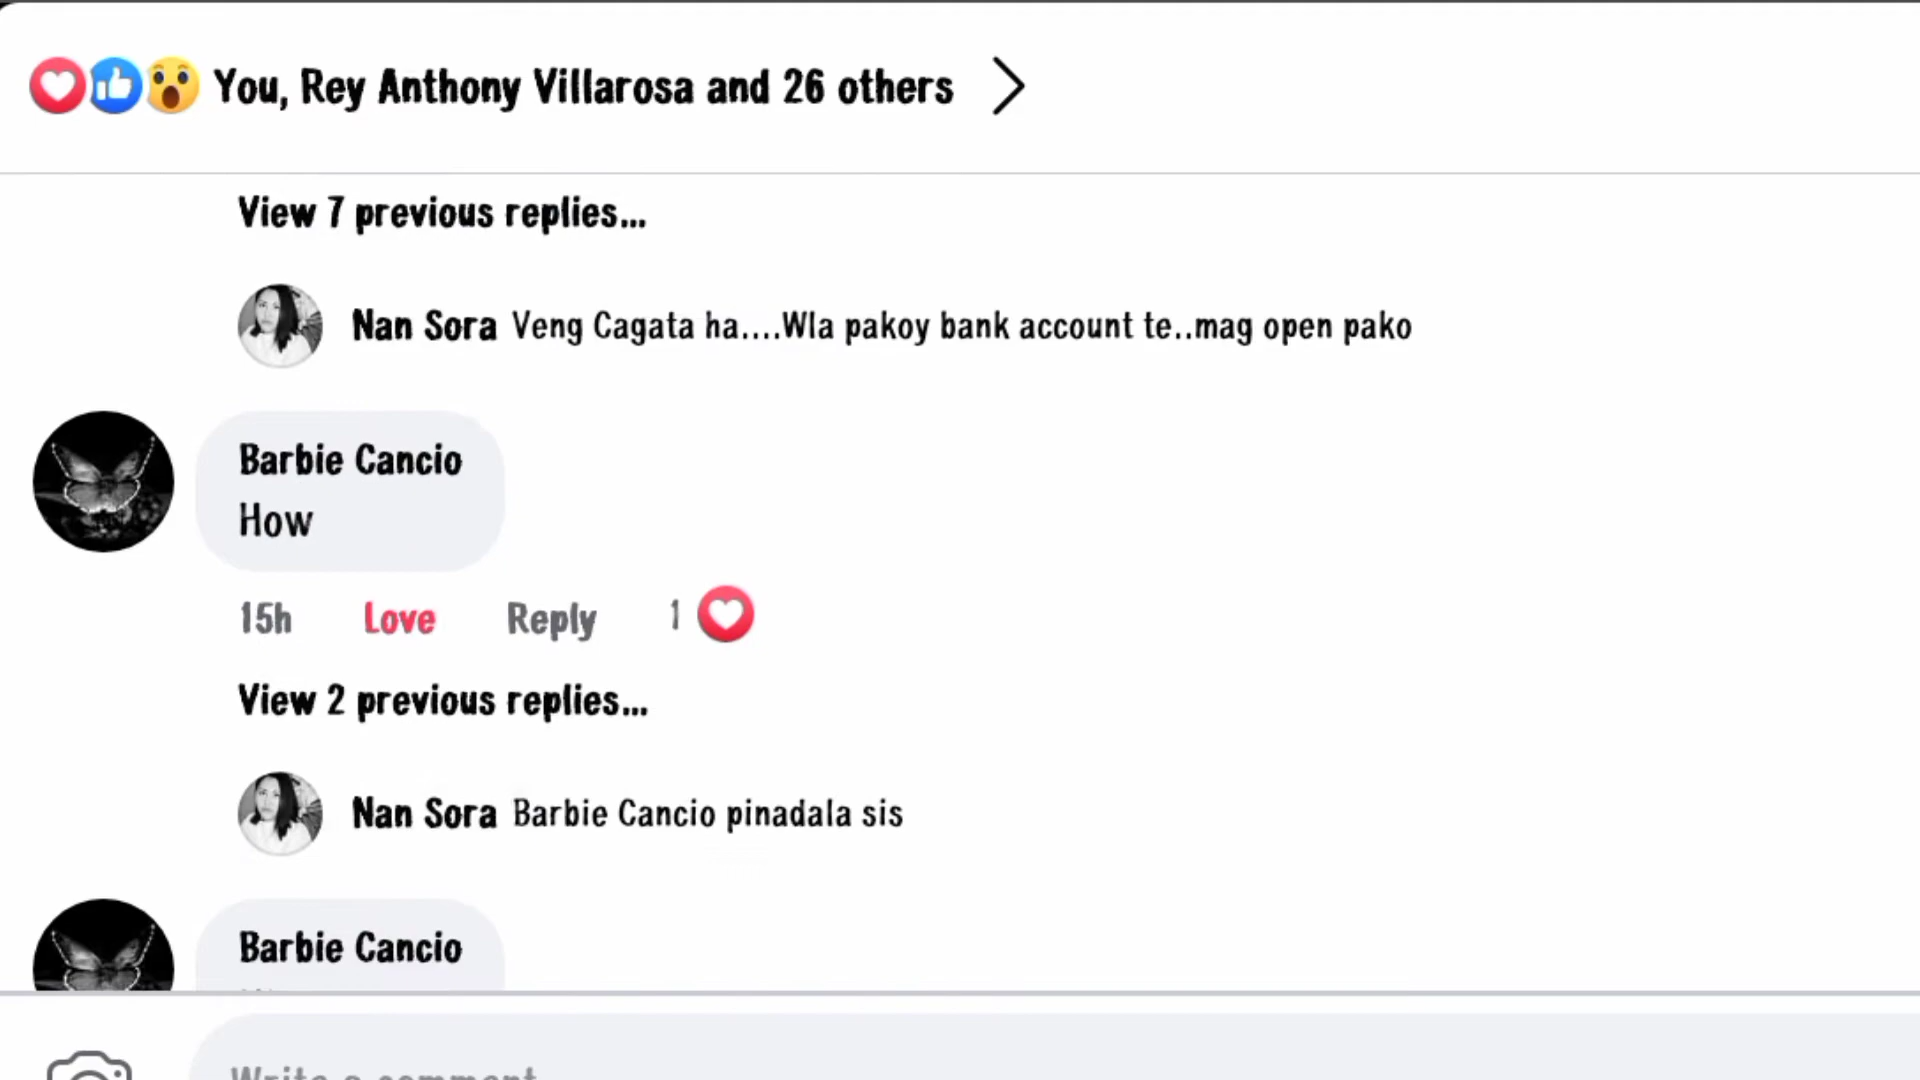 You, Rey Anthony Villarosa and 26 others
View 7 previous replies...
Nan Sora Veng Cagata ha....Wla pakoy bank account te..mag open pako
Barbie Cancio
How
15h Love Reply 1
View 2 previous replies...
Nan Sora Barbie Cancio pinadala sis
Barbie Cancio
Write a comment